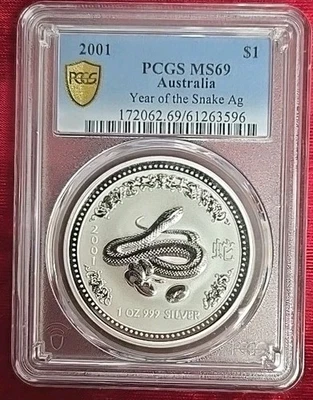 2001 $1
PCGS
PCGS MS69
Australia
Year of the Snake Ag
172062.69/61263596
2001
蛇
1 OZ 999 SILVER